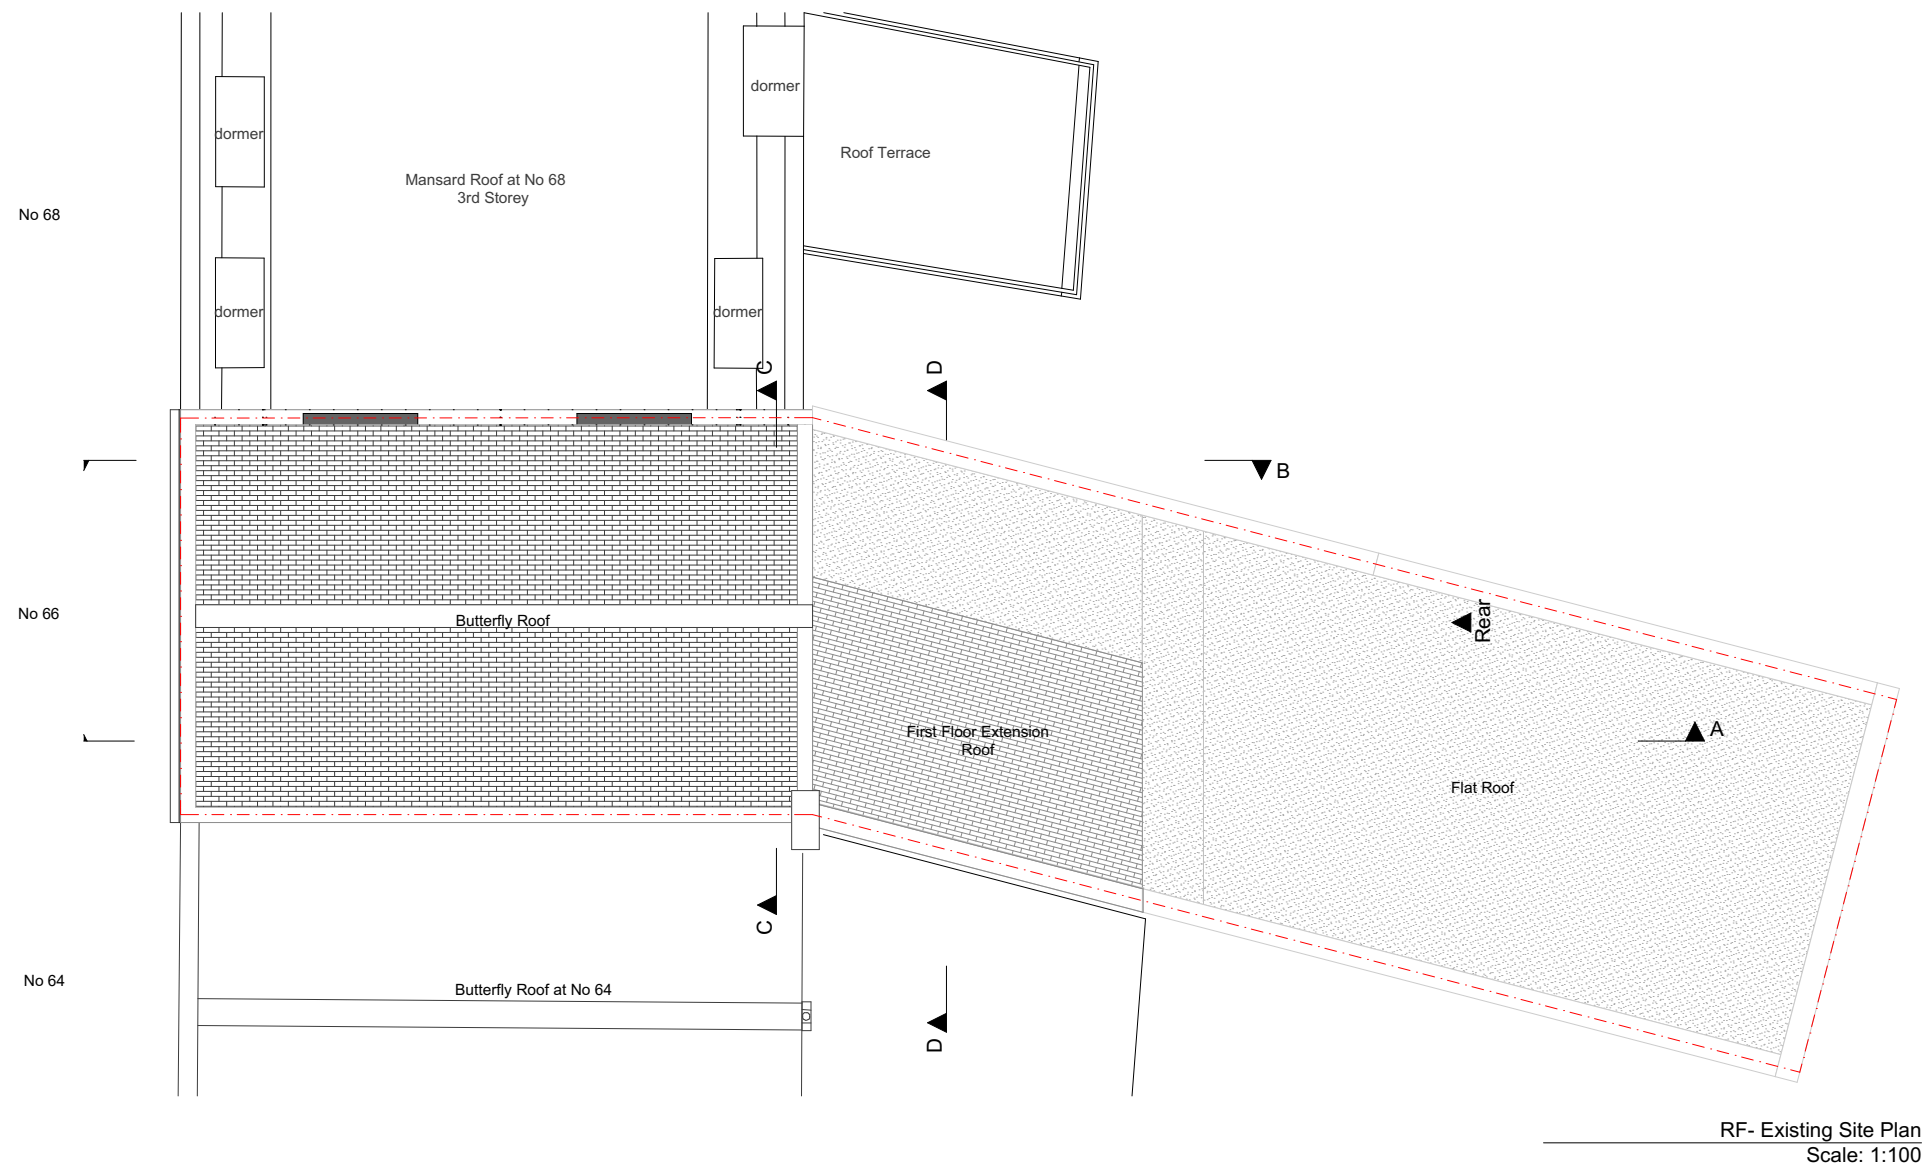 dormer
dormer
Roof Terrace
Mansard Roof at No 68
3rd Storey
No 68
dormer
dormer
C
D
B
No 66
Butterfly Roof
Rear
First Floor Extension
Roof
A
Flat Roof
C
No 64
Butterfly Roof at No 64
D
RF- Existing Site Plan
Scale: 1:100